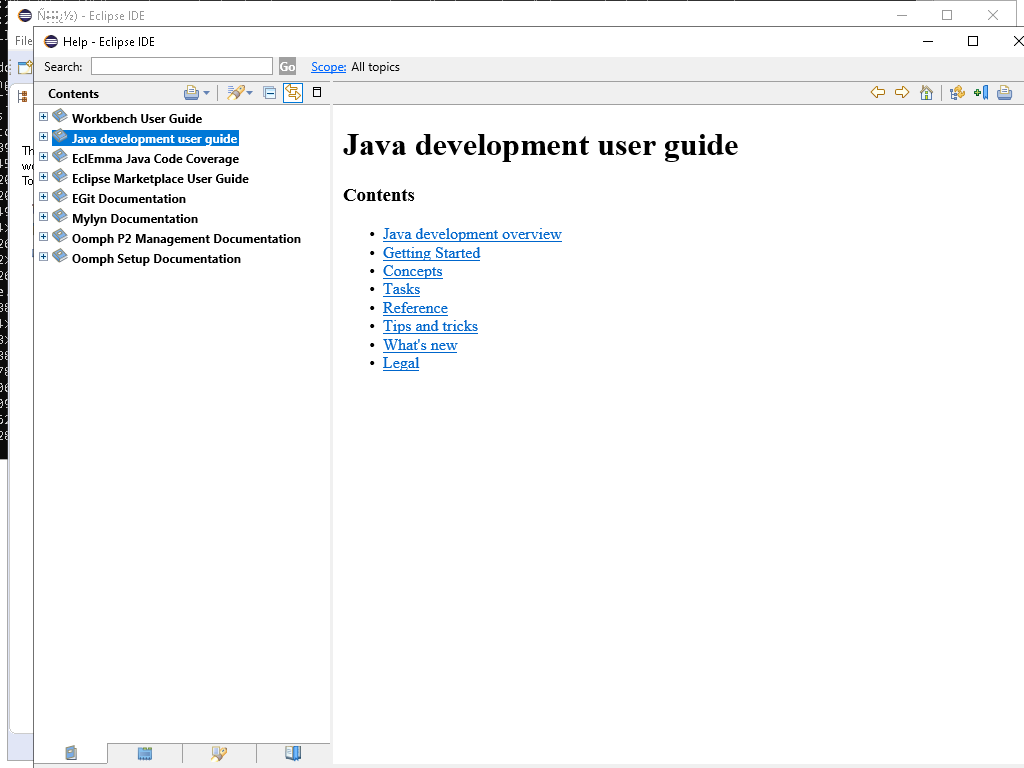 - Eclipse IDE
File
Help - Eclipse IDE
Search:
Go
Scope:
All topics
Contents
Workbench User Guide
Java development user guide
EclEmma Java Code Coverage
Eclipse Marketplace User Guide
EGit Documentation
Mylyn Documentation
Oomph P2 Management Documentation
Oomph Setup Documentation
Java development user guide
Contents
• Java development overview
• Getting Started
• Concepts
• Tasks
• Reference
• Tips and tricks
• What's new
• Legal